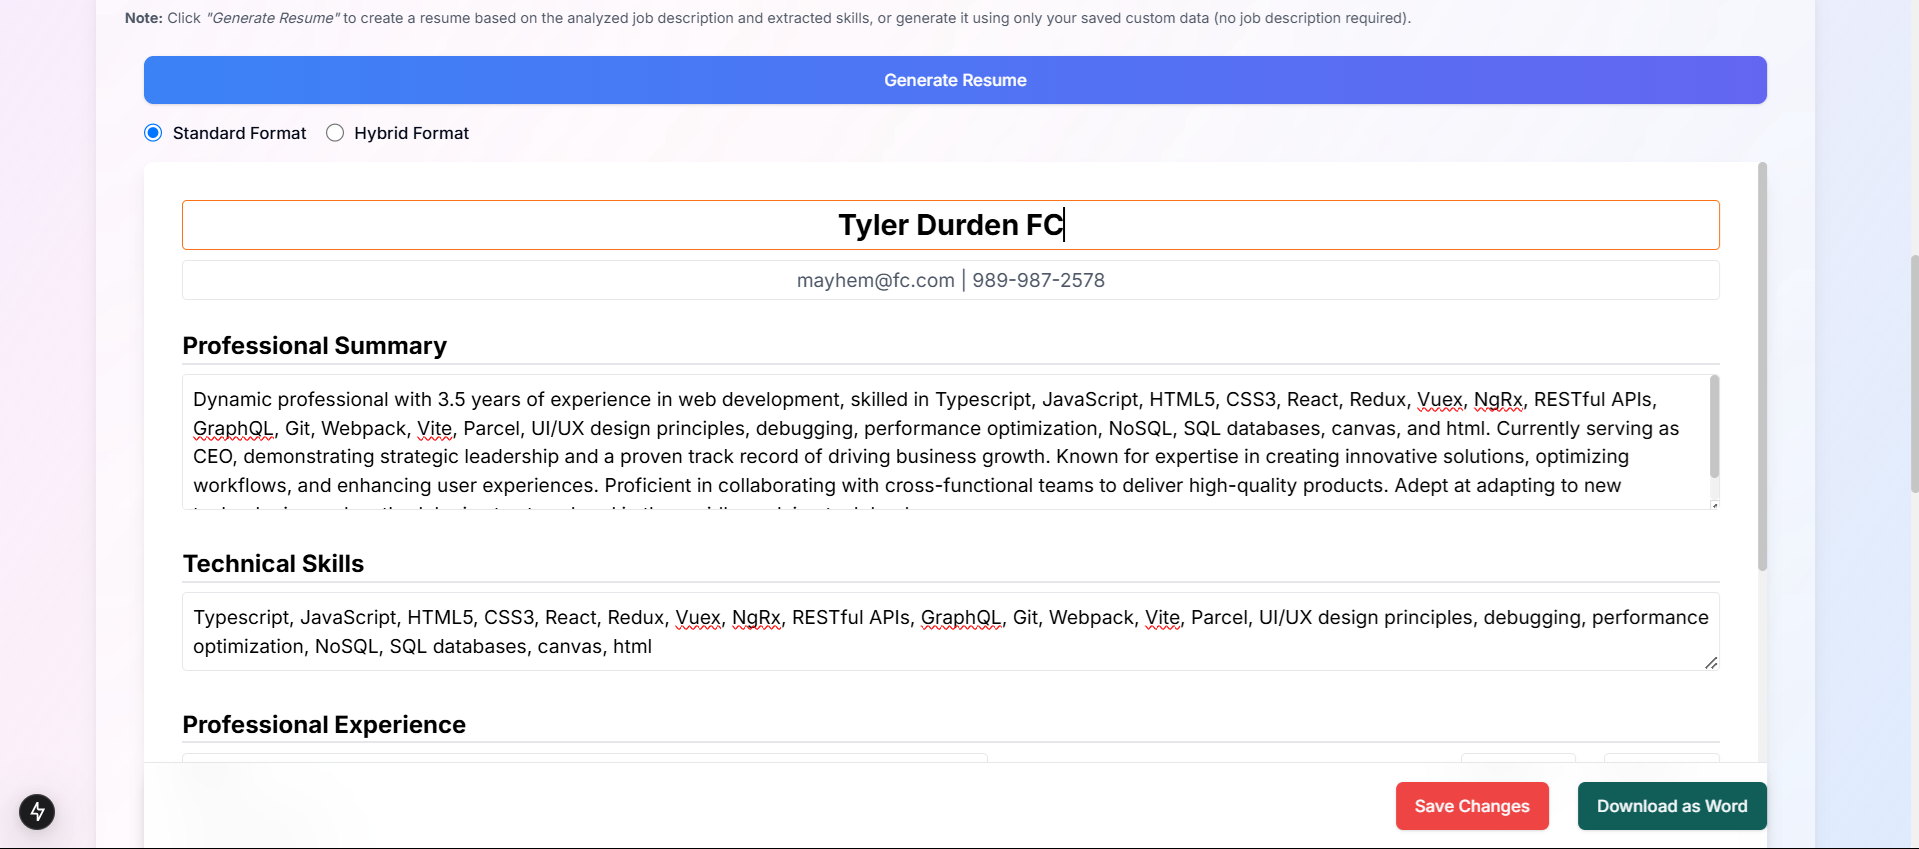 Note: Click "Generate Resume" to create a resume based on the analyzed job description and extracted skills, or generate it using only your saved custom data (no job description required).
Generate Resume
Standard Format Hybrid Format
Tyler Durden FC
mayhem@fc.com | 989-987-2578
Professional Summary
Dynamic professional with 3.5 years of experience in web development, skilled in Typescript, JavaScript, HTML5, CSS3, React, Redux, Vuex, NgRx, RESTful APIs,
GraphQL, Git, Webpack, Vite, Parcel, UI/UX design principles, debugging, performance optimization, NoSQL, SQL databases, canvas, and html. Currently serving as
CEO, demonstrating strategic leadership and a proven track record of driving business growth. Known for expertise in creating innovative solutions, optimizing
workflows, and enhancing user experiences. Proficient in collaborating with cross-functional teams to deliver high-quality products. Adept at adapting to new
Technical Skills
Typescript, JavaScript, HTML5, CSS3, React, Redux, Vuex, NgRx, RESTful APIs, GraphQL, Git, Webpack, Vite, Parcel, UI/UX design principles, debugging, performance
optimization, NoSQL, SQL databases, canvas, html
Professional Experience
Save Changes Download as Word